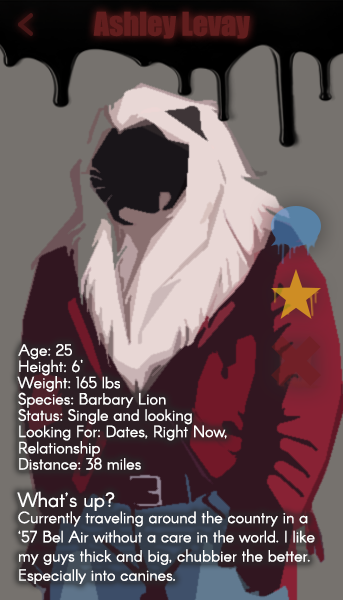 Ashley Levay
Age: 25
Height: 6'
Weight: 165 lbs
Species: Barbary Lion
Status: Single and looking
Looking For: Dates, Right Now,
Relationship
Distance: 38 miles
What's up?
Currently traveling around the country in a
'57 Bel Air without a care in the world. I like
my guys thick and big, chubbier the better.
Especially into canines.